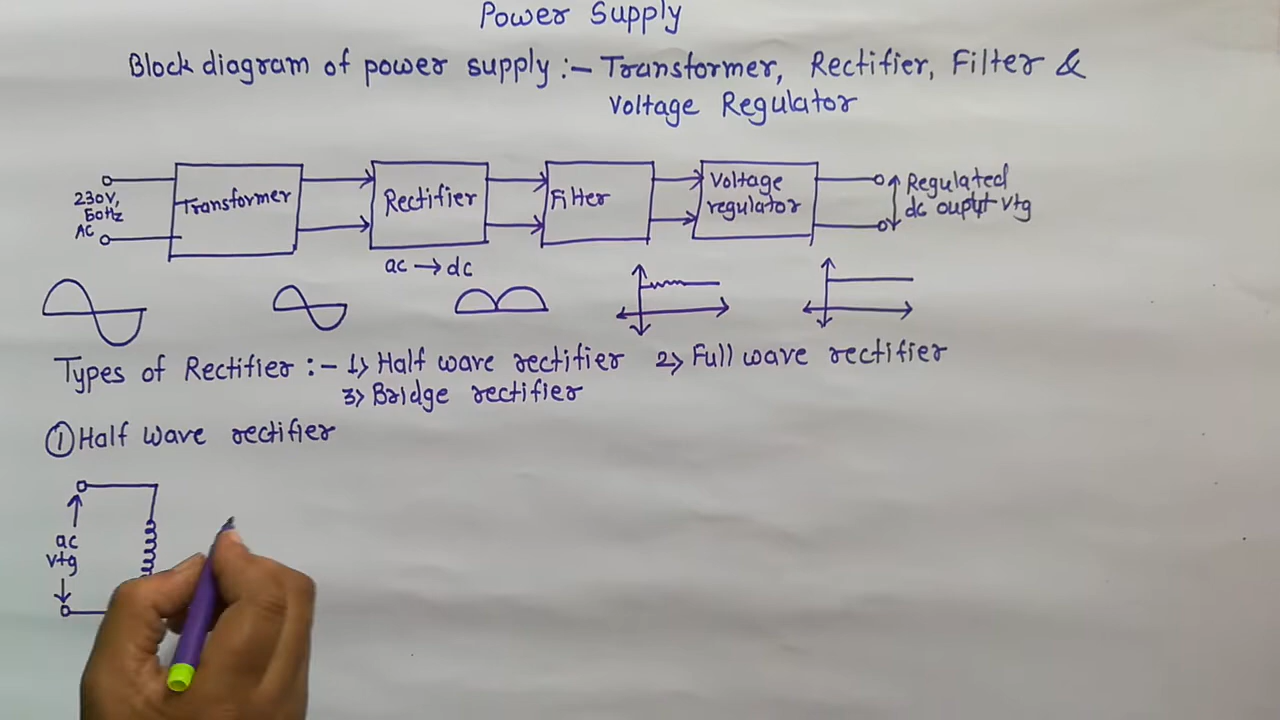 Power Supply
Block diagram of power supply :- Transformer, Rectifier, Filter &
Voltage Regulator
230V,
50Hz
AC
Transformer
Rectifier
Filter
Voltage
regulator
Regulated
dc ouput vtg
ac → dc
Types of Rectifier :- 1) Half wave rectifier 2) Full wave rectifier
3) Bridge rectifier
① Half Wave rectifier
ac
vtg